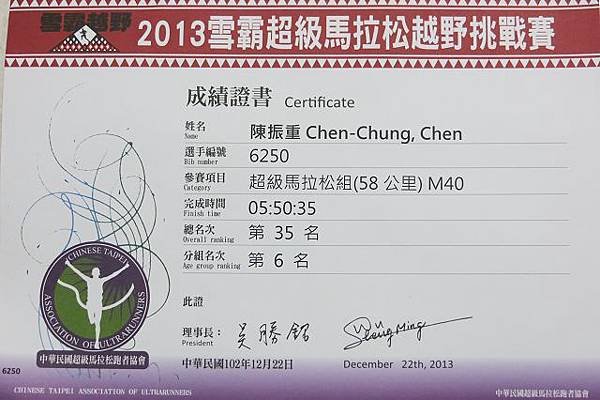 雪霸越野
2013雪霸超級馬拉松越野挑戰賽
成績證書 Certificate
姓名 陳振重 Chen-Chung, Chen
Name
選手編號 6250
Bib number
參賽項目 超級馬拉松組(58 公里) M40
Category
完成時間 05:50:35
Finish time
總名次 第 35 名
Overall ranking
分組名次 第 6 名
Age group ranking
此證
理事長： 吳勝銘
President
中華民國102年12月22日 December 22th, 2013
CHINESE TAIPEI
ASSOCIATION OF ULTRARUNNERS
中華民國超級馬拉松跑者協會
6250
CHINESE TAIPEI ASSOCIATION OF ULTRARUNNERS 中華民國超級馬拉松跑者協會